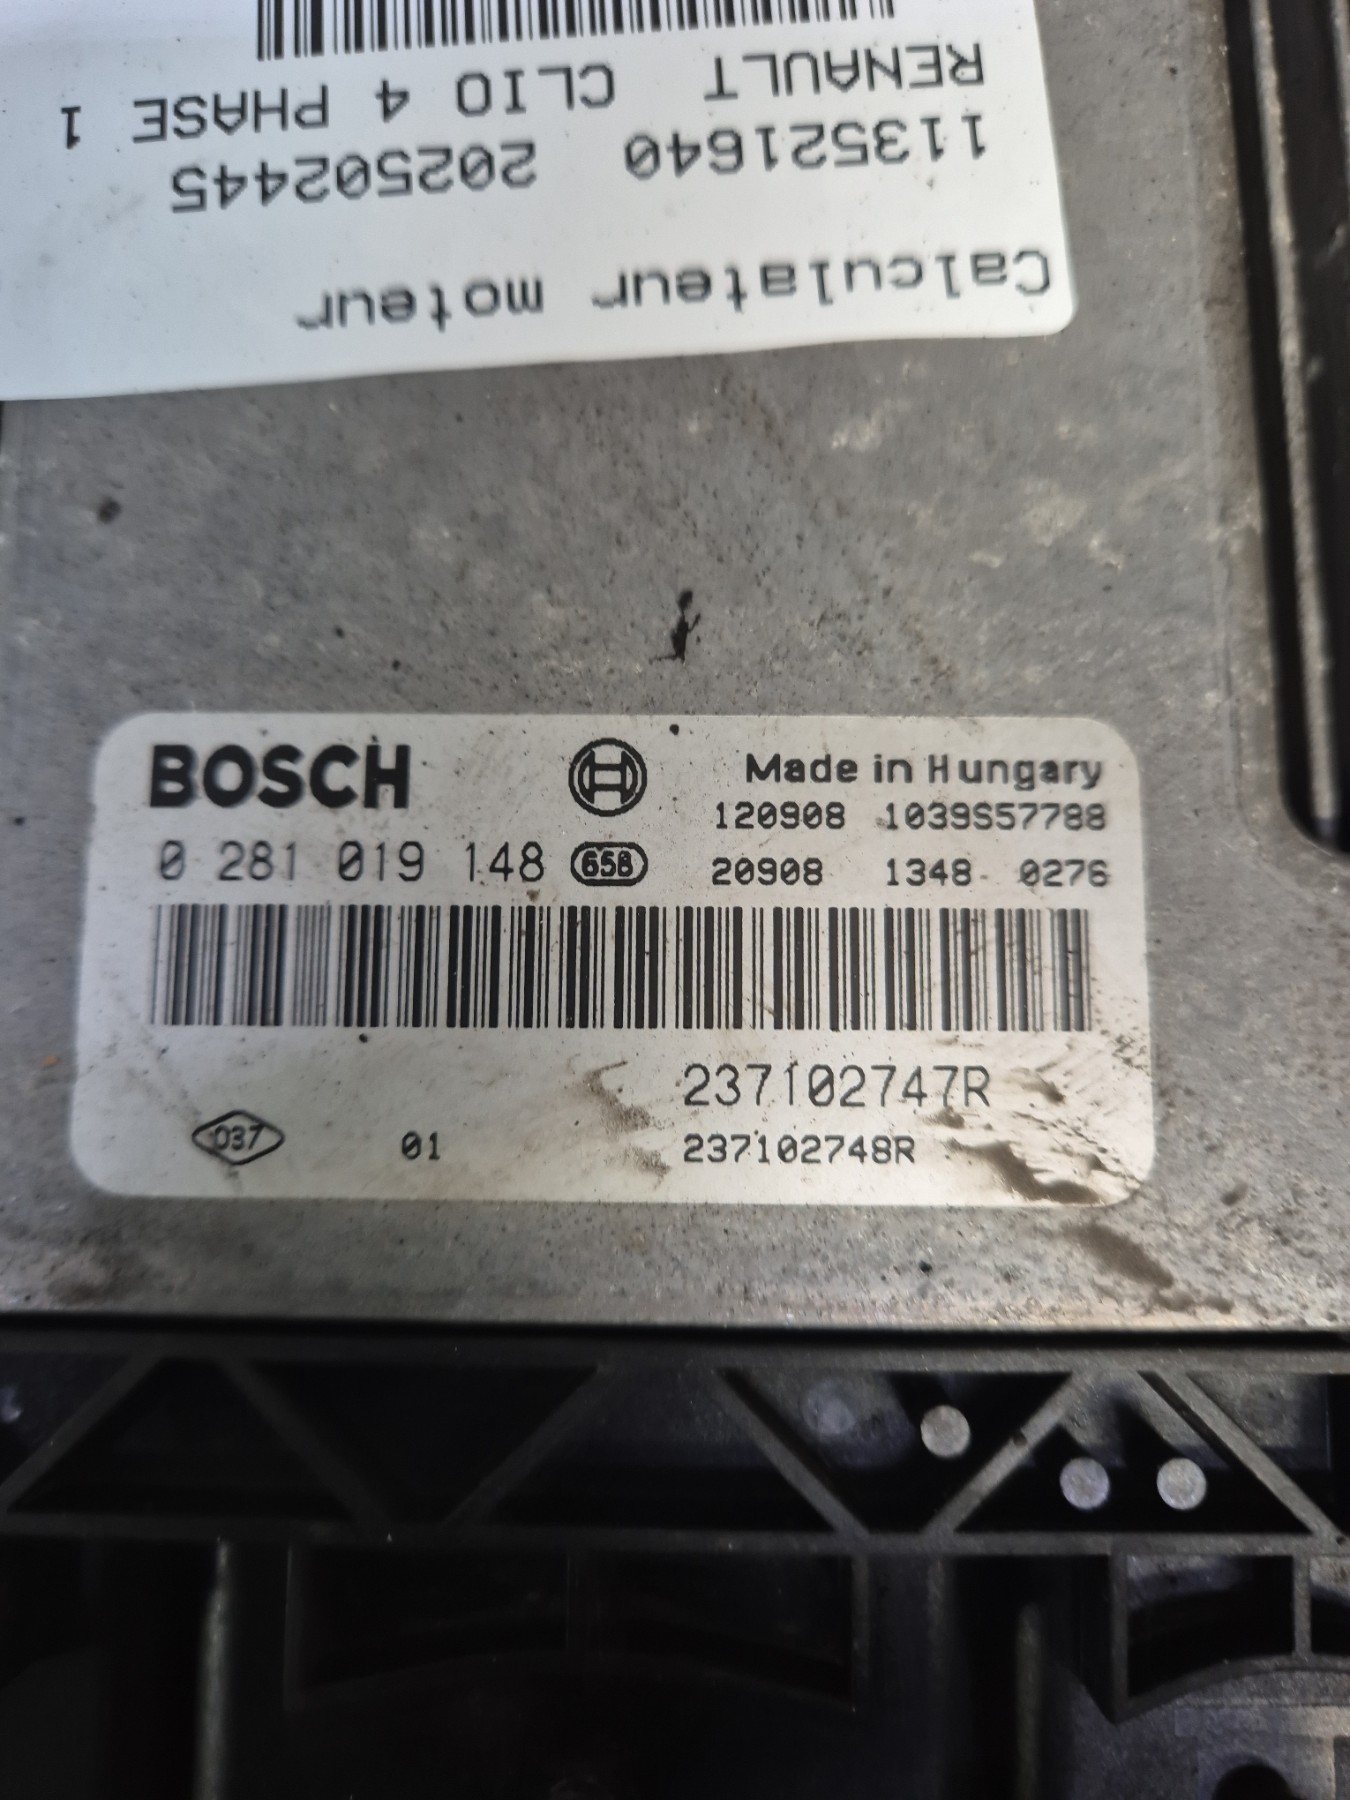 Calculateur moteur
113521640 202502445
RENAULT CLIO 4 PHASE 1
BOSCH
Made in Hungary
120908 1039S57788
0 281 019 148 658
20908 1348 0276
237102747R
037 01 237102748R